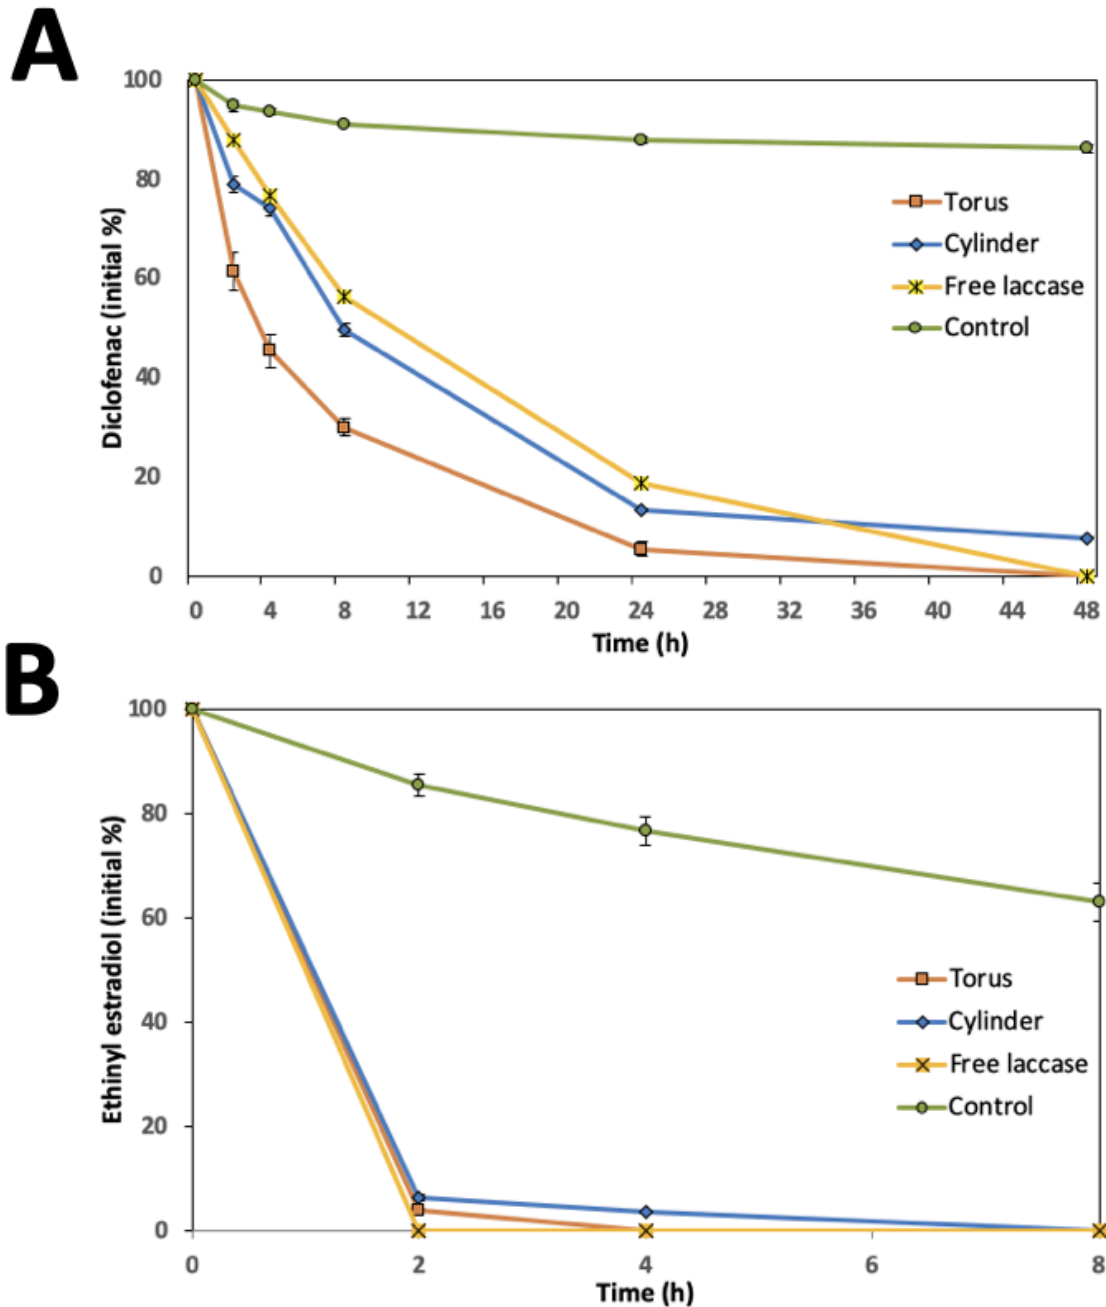 A
Diclofenac (initial %)
100
80
60
40
20
0
Torus
Cylinder
Free laccase
Control
0 4 8 12 16 20 24 28 32 36 40 44 48
Time (h)
B
Ethinyl estradiol (initial %)
100
80
60
40
20
0
Torus
Cylinder
Free laccase
Control
0 2 4 6 8
Time (h)